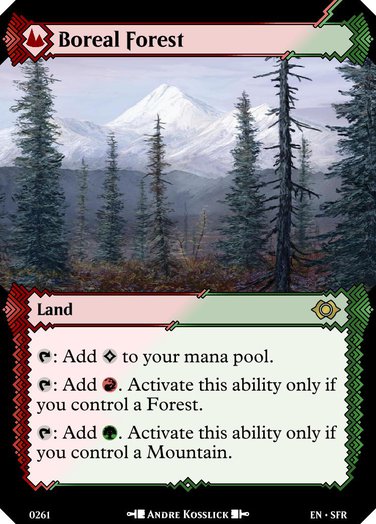 Boreal Forest
Land
: Add to your mana pool.
: Add . Activate this ability only if
you control a Forest.
: Add . Activate this ability only if
you control a Mountain.
0261
Andre Kosslick
EN • SFR